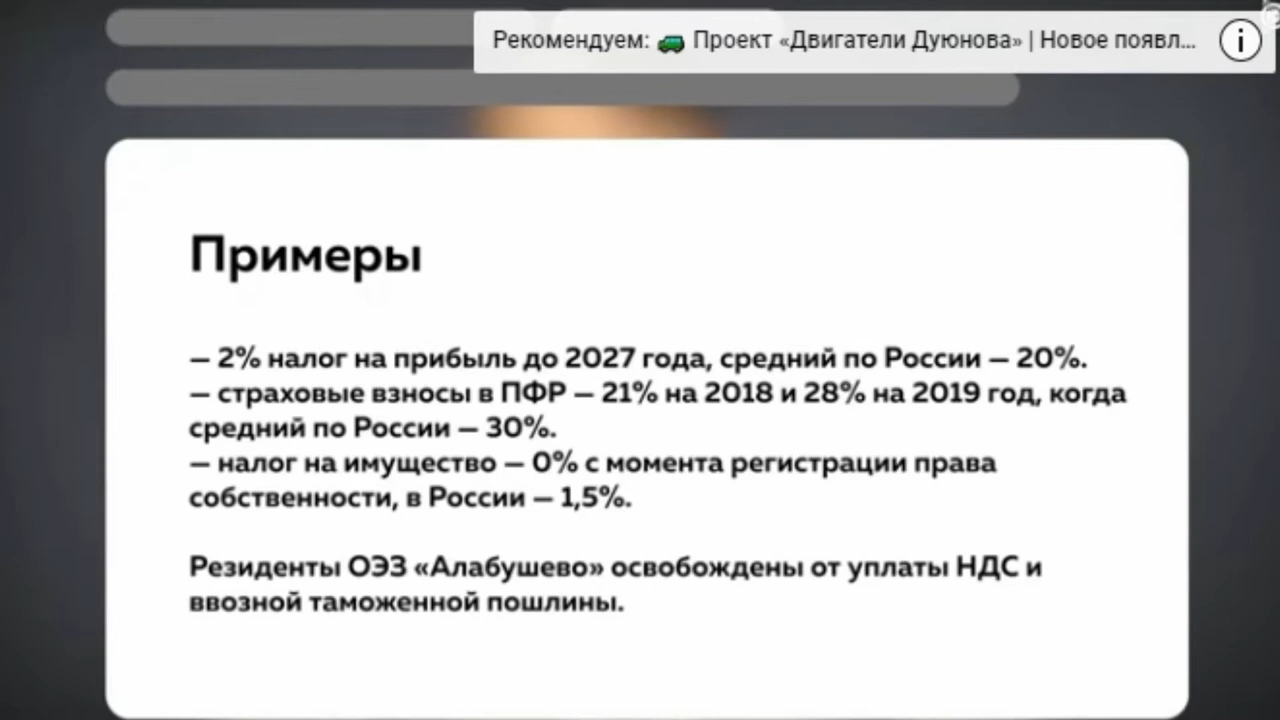 Рекомендуем: 🚙 Проект «Двигатели Дуюнова» | Новое появл...
Примеры
— 2% налог на прибыль до 2027 года, средний по России — 20%.
— страховые взносы в ПФР — 21% на 2018 и 28% на 2019 год, когда
средний по России — 30%.
— налог на имущество — 0% с момента регистрации права
собственности, в России — 1,5%.
Резиденты ОЭЗ «Алабушево» освобождены от уплаты НДС и
ввозной таможенной пошлины.